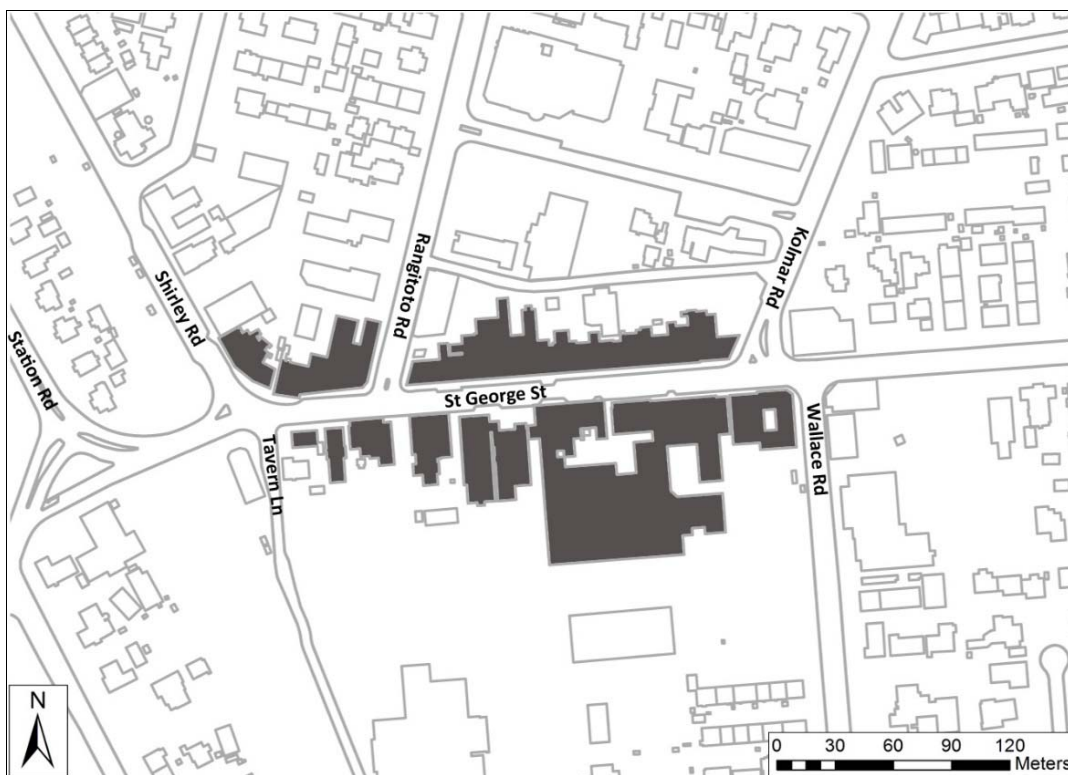 Rangitoto Rd
Kolmar Rd
Shirley Rd
Station Rd
St George St
Tavern Ln
Wallace Rd
N
0 30 60 90 120
Meters